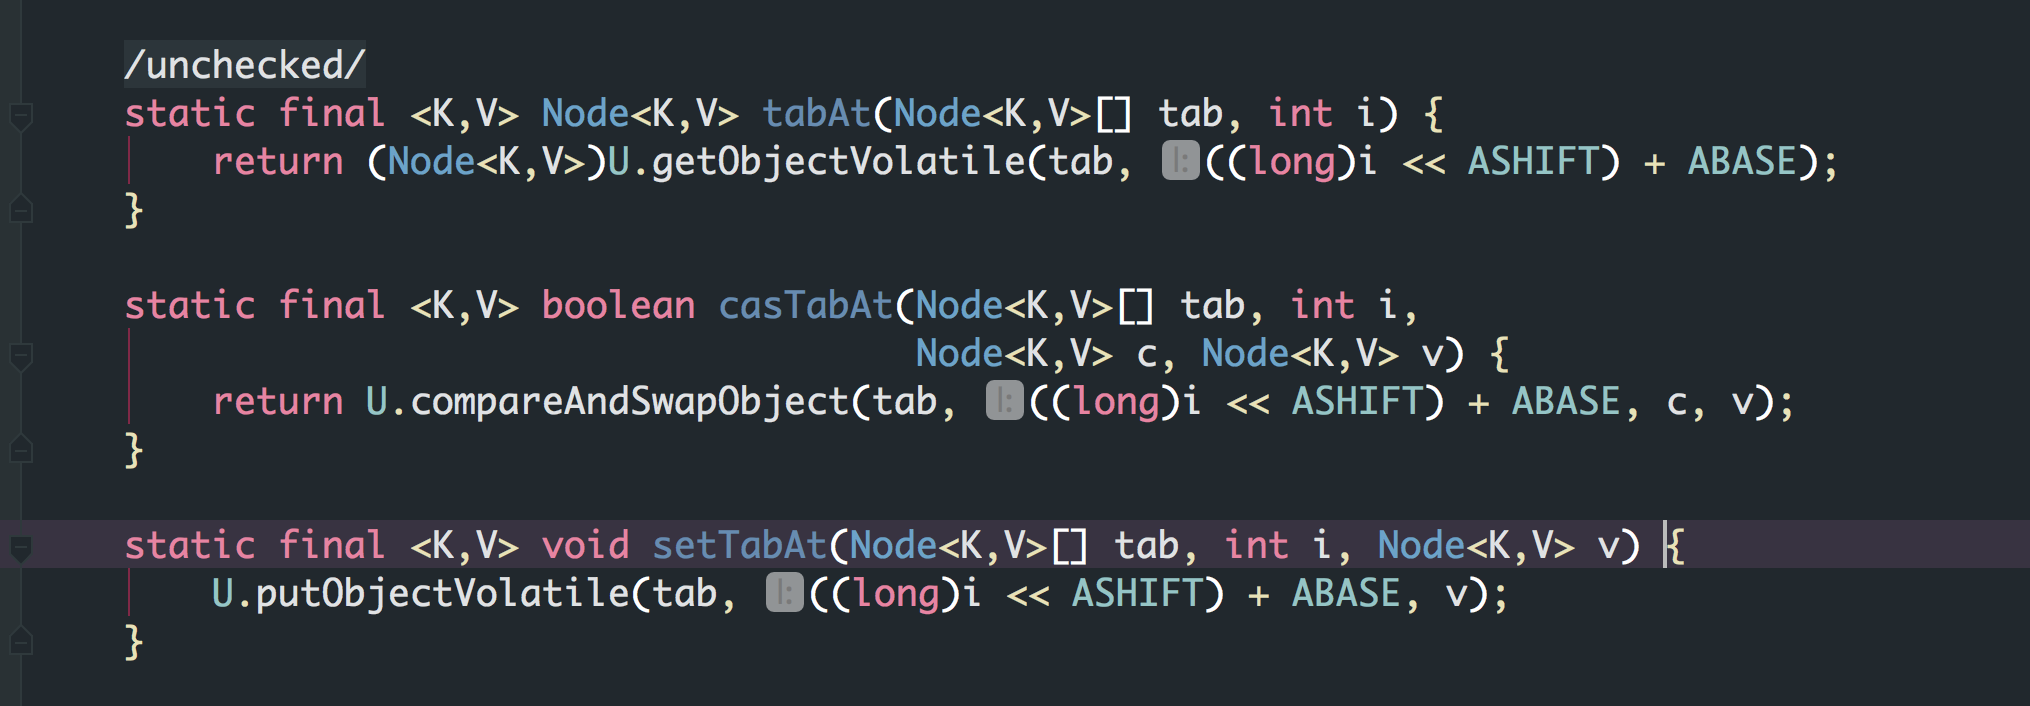 /unchecked/
static final <K,V> Node<K,V> tabAt(Node<K,V>[] tab, int i) {
return (Node<K,V>)U.getObjectVolatile(tab, l: ((long)i << ASHIFT) + ABASE);
}
static final <K,V> boolean casTabAt(Node<K,V>[] tab, int i,
Node<K,V> c, Node<K,V> v) {
return U.compareAndSwapObject(tab, l: ((long)i << ASHIFT) + ABASE, c, v);
}
static final <K,V> void setTabAt(Node<K,V>[] tab, int i, Node<K,V> v) {
U.putObjectVolatile(tab, l: ((long)i << ASHIFT) + ABASE, v);
}